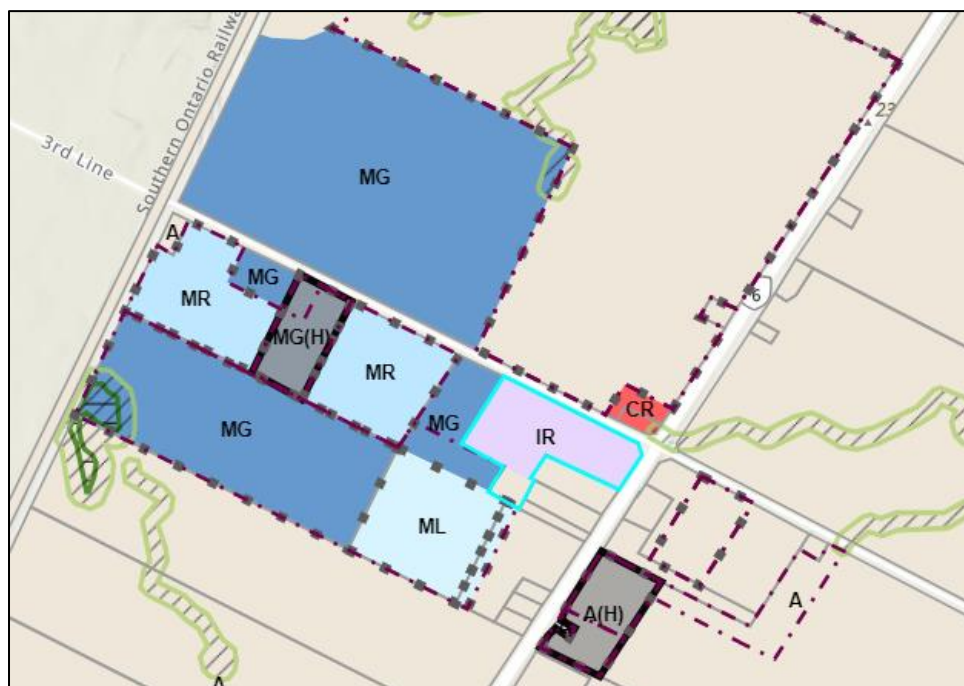 Southern Ontario Railway
3rd Line
23
MG
A
MG
MR
MG(H)
6
MR
CR
MG
MG
IR
ML
A
A(H)
A